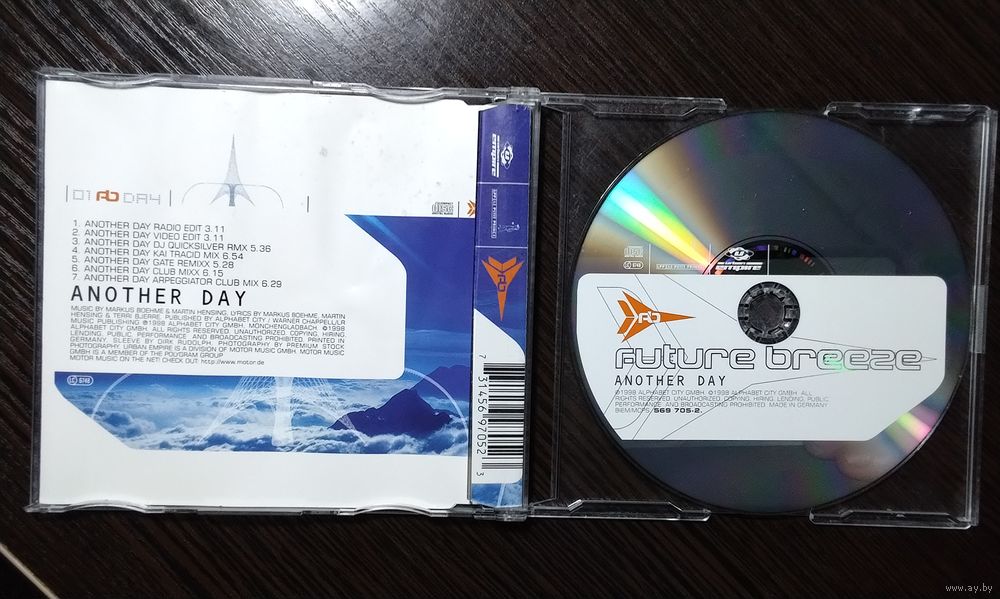 01 FB DAY
1. ANOTHER DAY RADIO EDIT 3.11
2. ANOTHER DAY VIDEO EDIT 3.11
3. ANOTHER DAY DJ QUICKSILVER RMX 5.36
4. ANOTHER DAY KAI TRACID MIX 6.54
5. ANOTHER DAY GATE REMIXX 5.28
6. ANOTHER DAY CLUB MIXX 6.15
7. ANOTHER DAY ARPEGGIATOR CLUB MIX 6.29
ANOTHER DAY
MUSIC BY MARKUS BOEHME & MARTIN HENSING, LYRICS BY MARKUS BOEHME, MARTIN
HENSING & TERRI BJERRE. PUBLISHED BY ALPHABET CITY / WARNER CHAPPELL/LR
MUSIC PUBLISHING ℗1998 ALPHABET CITY GMBH, MÖNCHENGLADBACH. ©1998
ALPHABET CITY GMBH. ALL RIGHTS RESERVED. UNAUTHORIZED, COPYING, HIRING,
LENDING, PUBLIC, PERFORMANCE AND BROADCASTING PROHIBITED. PRINTED IN
GERMANY, SLEEVE BY DIRK RUDOLPH. PHOTOGRAPHY BY PREMIUM STOCK
PHOTOGRAPHY. URBAN EMPIRE IS A DIVISION OF MOTOR MUSIC GMBH. MOTOR MUSIC
GMBH IS A MEMBER OF THE POLYGRAM GROUP
MOTOR MUSIC ON THE NET! CHECK OUT: http://www.motor.de
LC 5748
empire
FB
7 31456 97052 3
LC 5748
empire
FB
FUTURE BREEZE
ANOTHER DAY
℗1998 ALPHABET CITY GMBH. ©1998 ALPHABET CITY GMBH. ALL
RIGHTS RESERVED. UNAUTHORIZED, COPYING, HIRING, LENDING, PUBLIC
PERFORMANCE AND BROADCASTING PROHIBITED. MADE IN GERMANY
BIEM/MCPS. 569 705-2.
www.ay.by